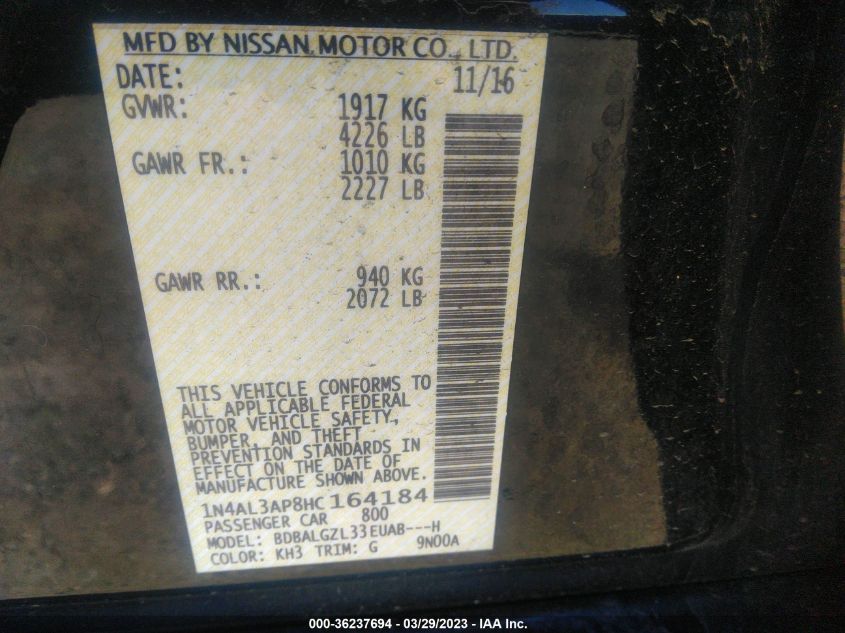 MFD BY NISSAN MOTOR CO., LTD.
DATE: 11/16
GVWR: 1917 KG
4226 LB
GAWR FR.: 1010 KG
2227 LB
GAWR RR.: 940 KG
2072 LB
THIS VEHICLE CONFORMS TO
ALL APPLICABLE FEDERAL
MOTOR VEHICLE SAFETY,
BUMPER, AND THEFT
PREVENTION STANDARDS IN
EFFECT ON THE DATE OF
MANUFACTURE SHOWN ABOVE.
1N4AL3AP8HC164184
PASSENGER CAR 800
MODEL: BDBALGZL33EUAB---H
COLOR: KH3 TRIM: G 9N00A
000-36237694 — 03/29/2023 — IAA Inc.